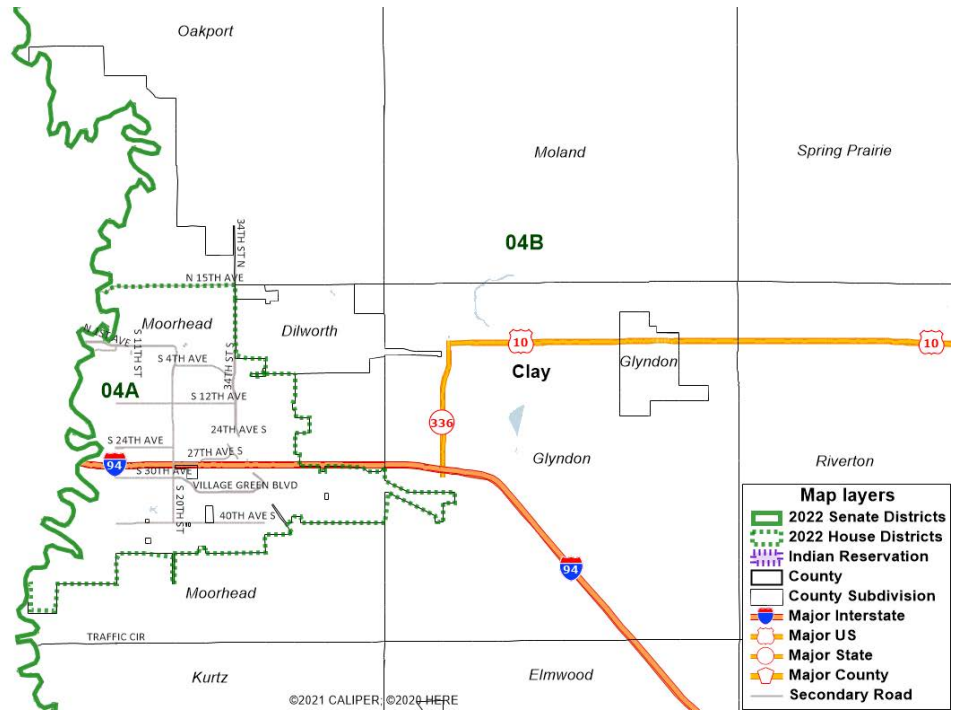 Oakport
Moland
Spring Prairie
34TH ST N
04B
N 15TH AVE
Moorhead
Dilworth
N 1ST AVE
S 11TH ST
S 4TH AVE
34TH ST S
10
10
Glyndon
Clay
04A
S 12TH AVE
336
24TH AVE S
S 24TH AVE
27TH AVE S
Glyndon
Riverton
94
S 30TH AVE
VILLAGE GREEN BLVD
S 20TH ST
40TH AVE S
94
Moorhead
TRAFFIC CIR
Kurtz
Elmwood
©2021 CALIPER; ©2020 HERE
Map layers
2022 Senate Districts
2022 House Districts
Indian Reservation
County
County Subdivision
Major Interstate
Major US
Major State
Major County
Secondary Road